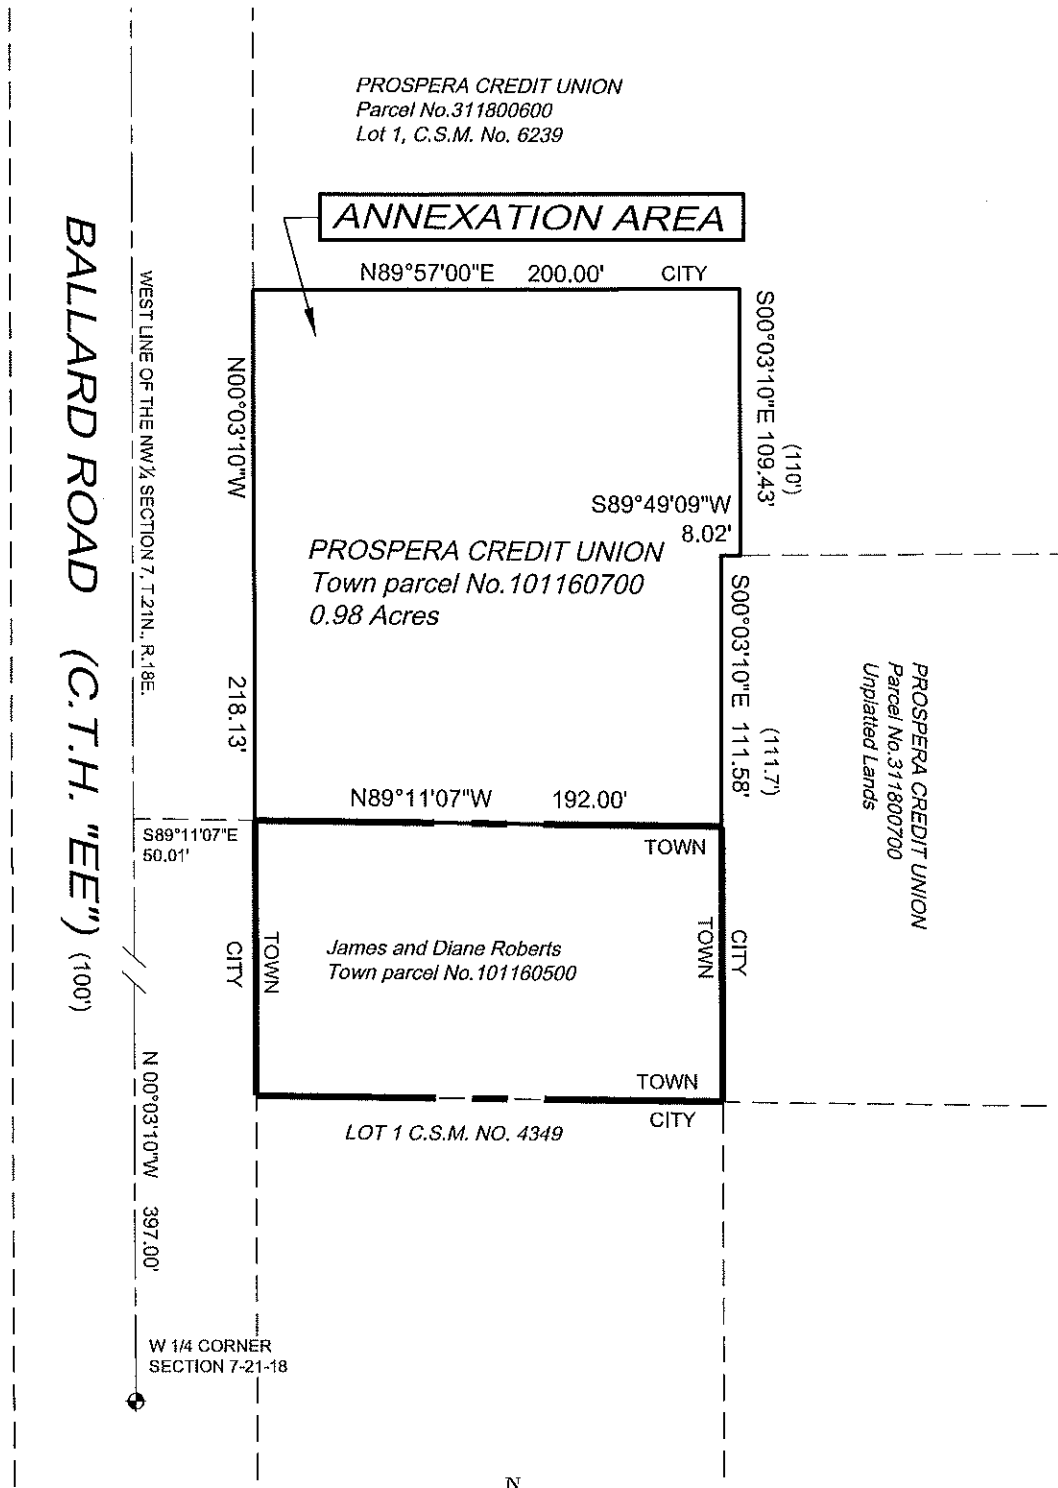 PROSPERA CREDIT UNION
Parcel No.311800600
Lot 1, C.S.M. No. 6239
ANNEXATION AREA
N89°57'00"E 200.00' CITY
S00°03'10"E 109.43'
(110')
N00°03'10"W 218.13'
S89°49'09"W
8.02'
PROSPERA CREDIT UNION
Town parcel No.101160700
0.98 Acres
S00°03'10"E 111.58'
(111.7')
PROSPERA CREDIT UNION
Parcel No.311800700
Unplatted Lands
BALLARD ROAD (C.T.H. "EE") (100')
WEST LINE OF THE NW¼ SECTION 7, T.21N., R.18E.
N89°11'07"W 192.00'
S89°11'07"E
50.01'
TOWN
TOWN
CITY
James and Diane Roberts
Town parcel No.101160500
TOWN
CITY
TOWN
CITY
LOT 1 C.S.M. NO. 4349
N 00°03'10"W 397.00'
W 1/4 CORNER
SECTION 7-21-18
N